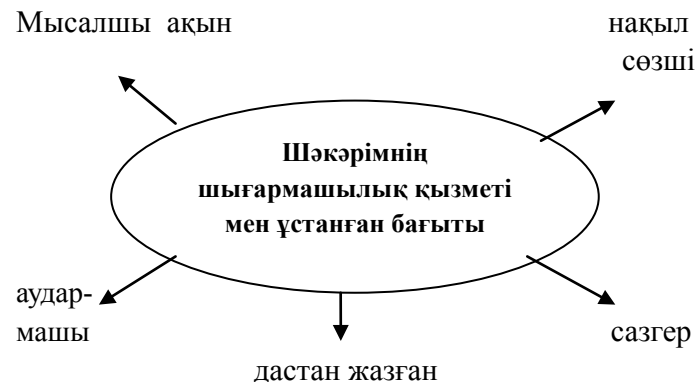 Мысалшы ақын нақыл
сөзші
Шәкәрімнің
шығармашылық қызметі
мен ұстанған бағыты
аудар-
машы сазгер
дастан жазған